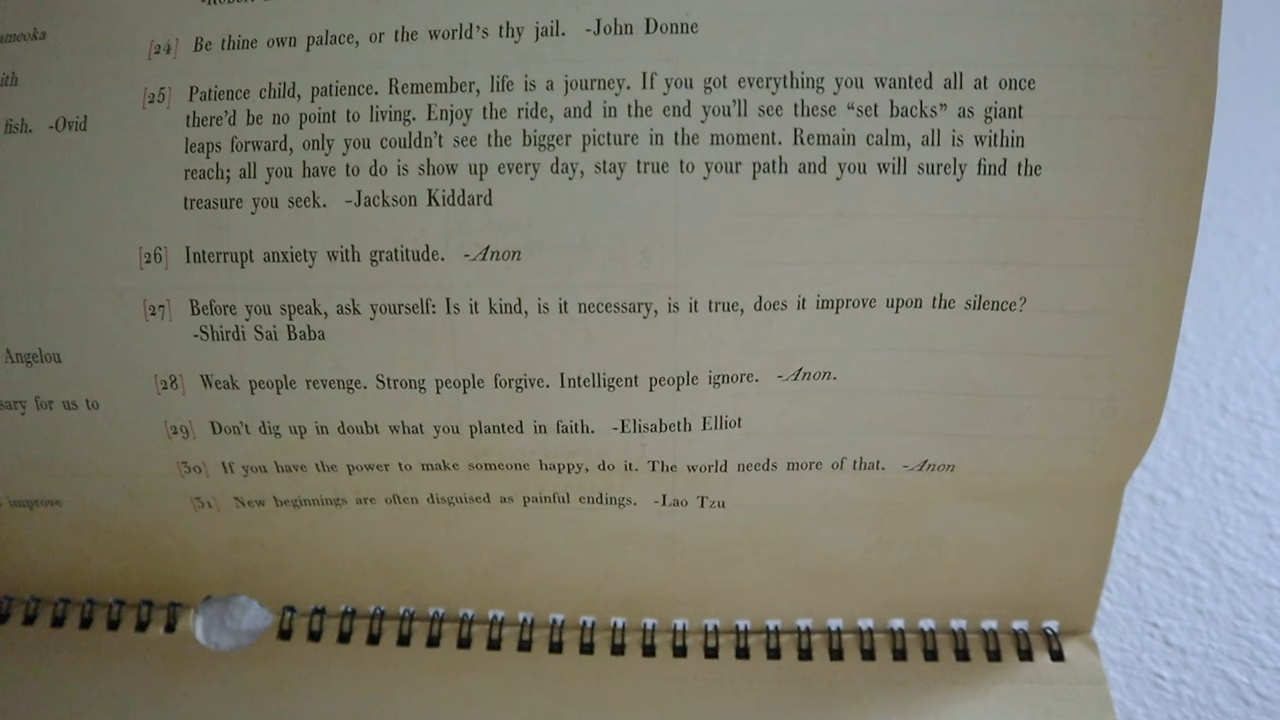 ameoka
ith
fish. -Ovid
Angelou
sary for us to
improve
[24] Be thine own palace, or the world's thy jail. -John Donne
[25] Patience child, patience. Remember, life is a journey. If you got everything you wanted all at once
there'd be no point to living. Enjoy the ride, and in the end you'll see these “set backs” as giant
leaps forward, only you couldn't see the bigger picture in the moment. Remain calm, all is within
reach; all you have to do is show up every day, stay true to your path and you will surely find the
treasure you seek. -Jackson Kiddard
[26] Interrupt anxiety with gratitude. -Anon
[27] Before you speak, ask yourself: Is it kind, is it necessary, is it true, does it improve upon the silence?
-Shirdi Sai Baba
[28] Weak people revenge. Strong people forgive. Intelligent people ignore. -Anon.
[29] Don't dig up in doubt what you planted in faith. -Elisabeth Elliot
[30] If you have the power to make someone happy, do it. The world needs more of that. -Anon
[31] New beginnings are often disguised as painful endings. -Lao Tzu